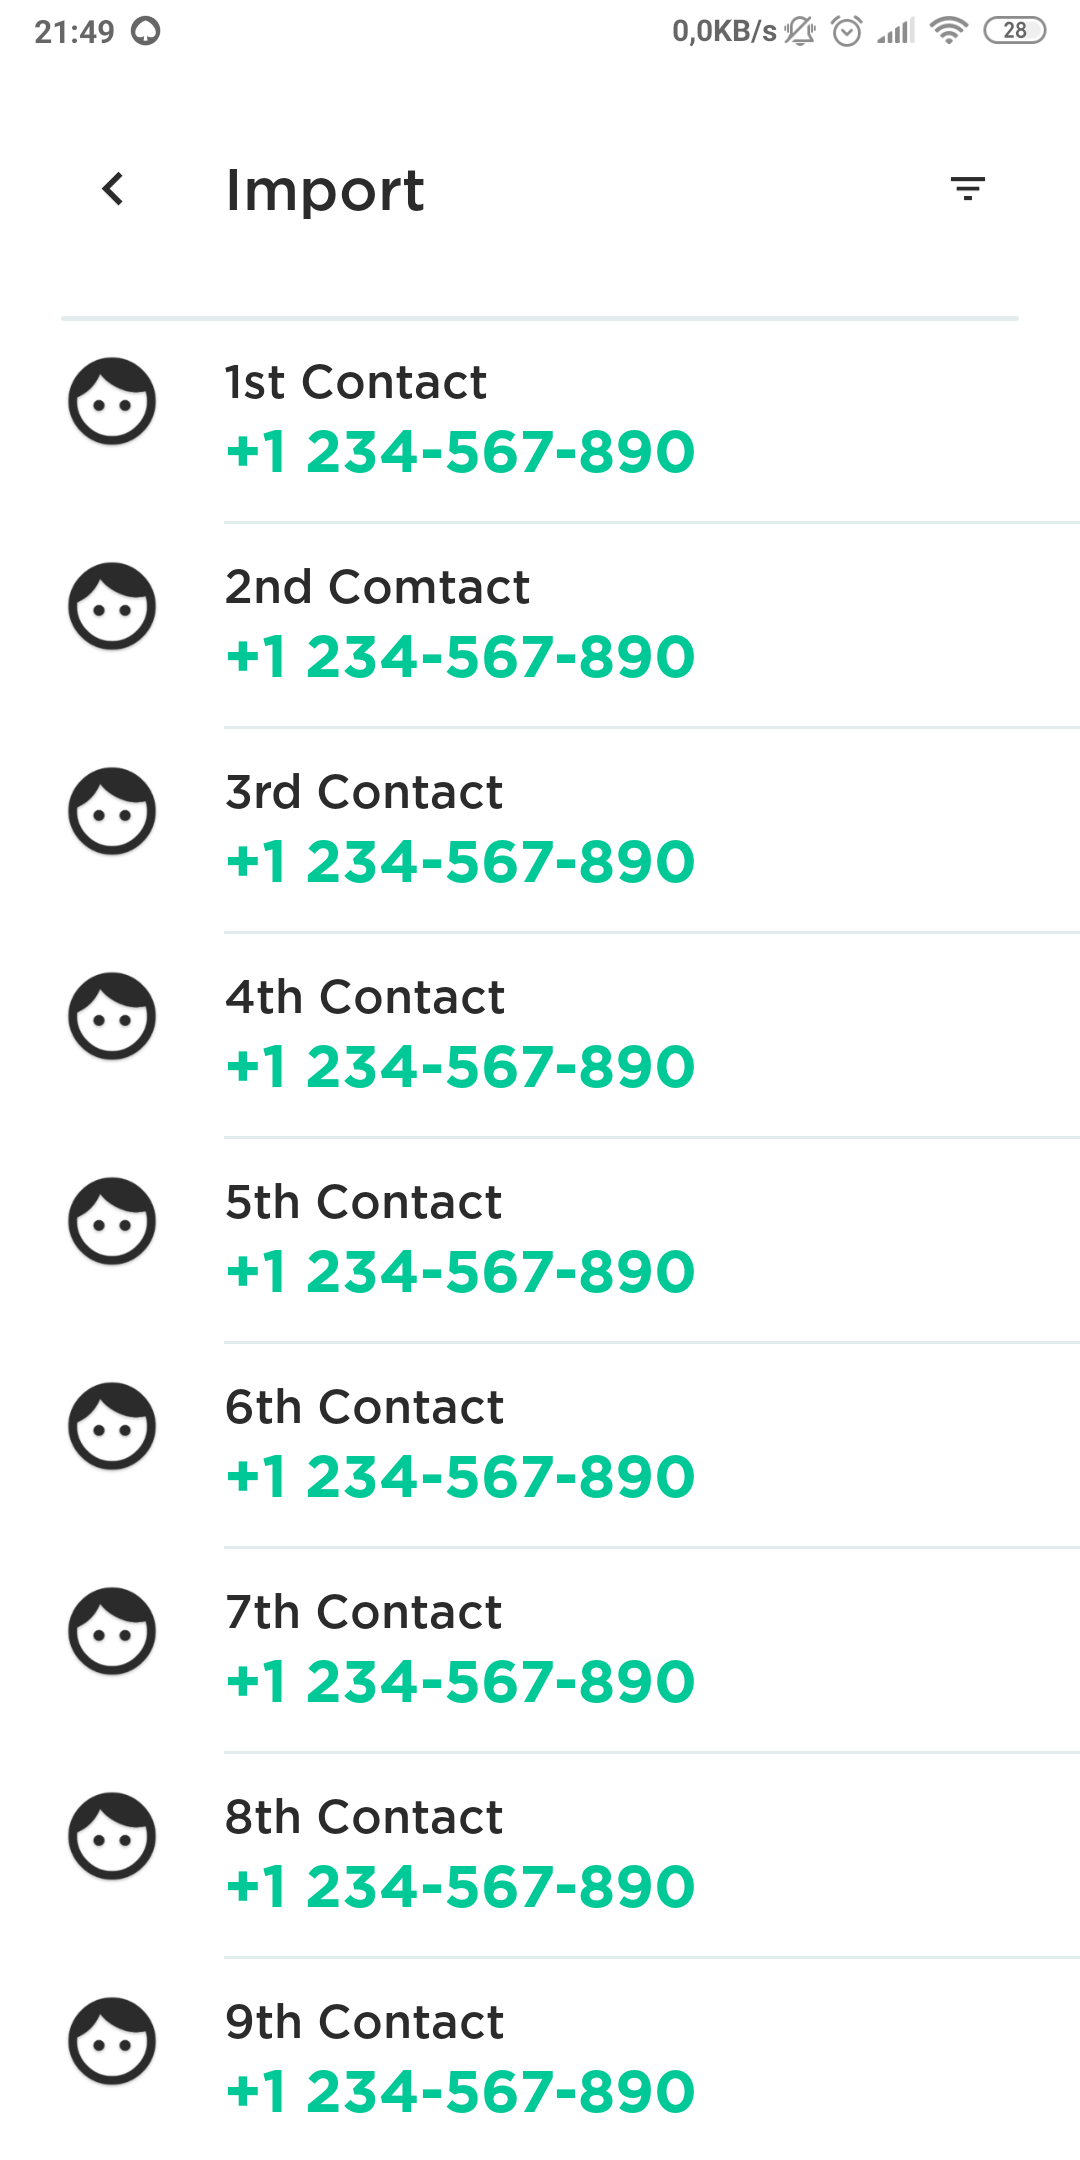 21:49 0,0KB/s 28
Import
1st Contact
+1 234-567-890
2nd Comtact
+1 234-567-890
3rd Contact
+1 234-567-890
4th Contact
+1 234-567-890
5th Contact
+1 234-567-890
6th Contact
+1 234-567-890
7th Contact
+1 234-567-890
8th Contact
+1 234-567-890
9th Contact
+1 234-567-890